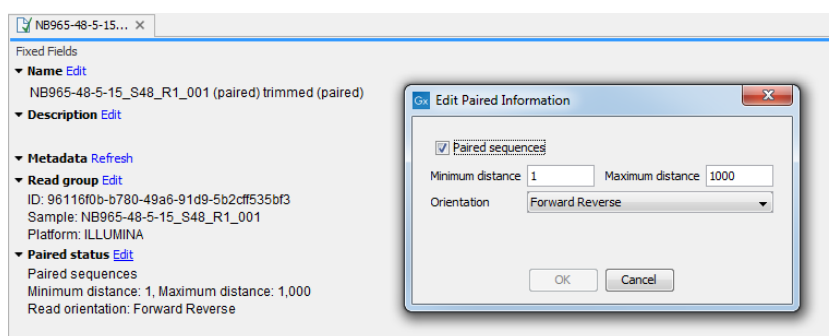 NB965-48-5-15... ×
Fixed Fields
Name Edit
NB965-48-5-15_S48_R1_001 (paired) trimmed (paired)
Description Edit
Metadata Refresh
Read group Edit
ID: 96116f0b-b780-49a6-91d9-5b2cff535bf3
Sample: NB965-48-5-15_S48_R1_001
Platform: ILLUMINA
Paired status Edit
Paired sequences
Minimum distance: 1, Maximum distance: 1,000
Read orientation: Forward Reverse
Gx Edit Paired Information
Paired sequences
Minimum distance 1 Maximum distance 1000
Orientation Forward Reverse
OK Cancel